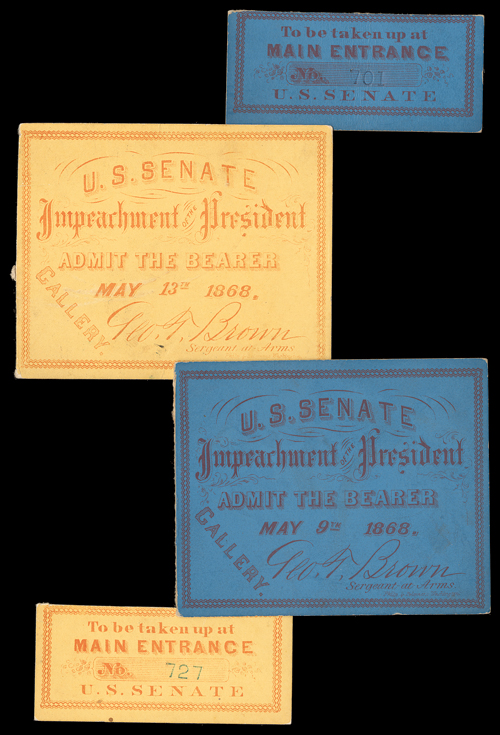 To be taken up at
MAIN ENTRANCE
No. 701
U. S. SENATE
U. S. SENATE
Impeachment OF THE President
ADMIT THE BEARER
MAY 13TH 1868.
GALLERY.
Geo. T. Brown
Sergeant at Arms.
U. S. SENATE
Impeachment OF THE President
ADMIT THE BEARER
MAY 9TH 1868.
GALLERY.
Geo. T. Brown
Sergeant at Arms.
To be taken up at
MAIN ENTRANCE
No. 727
U. S. SENATE